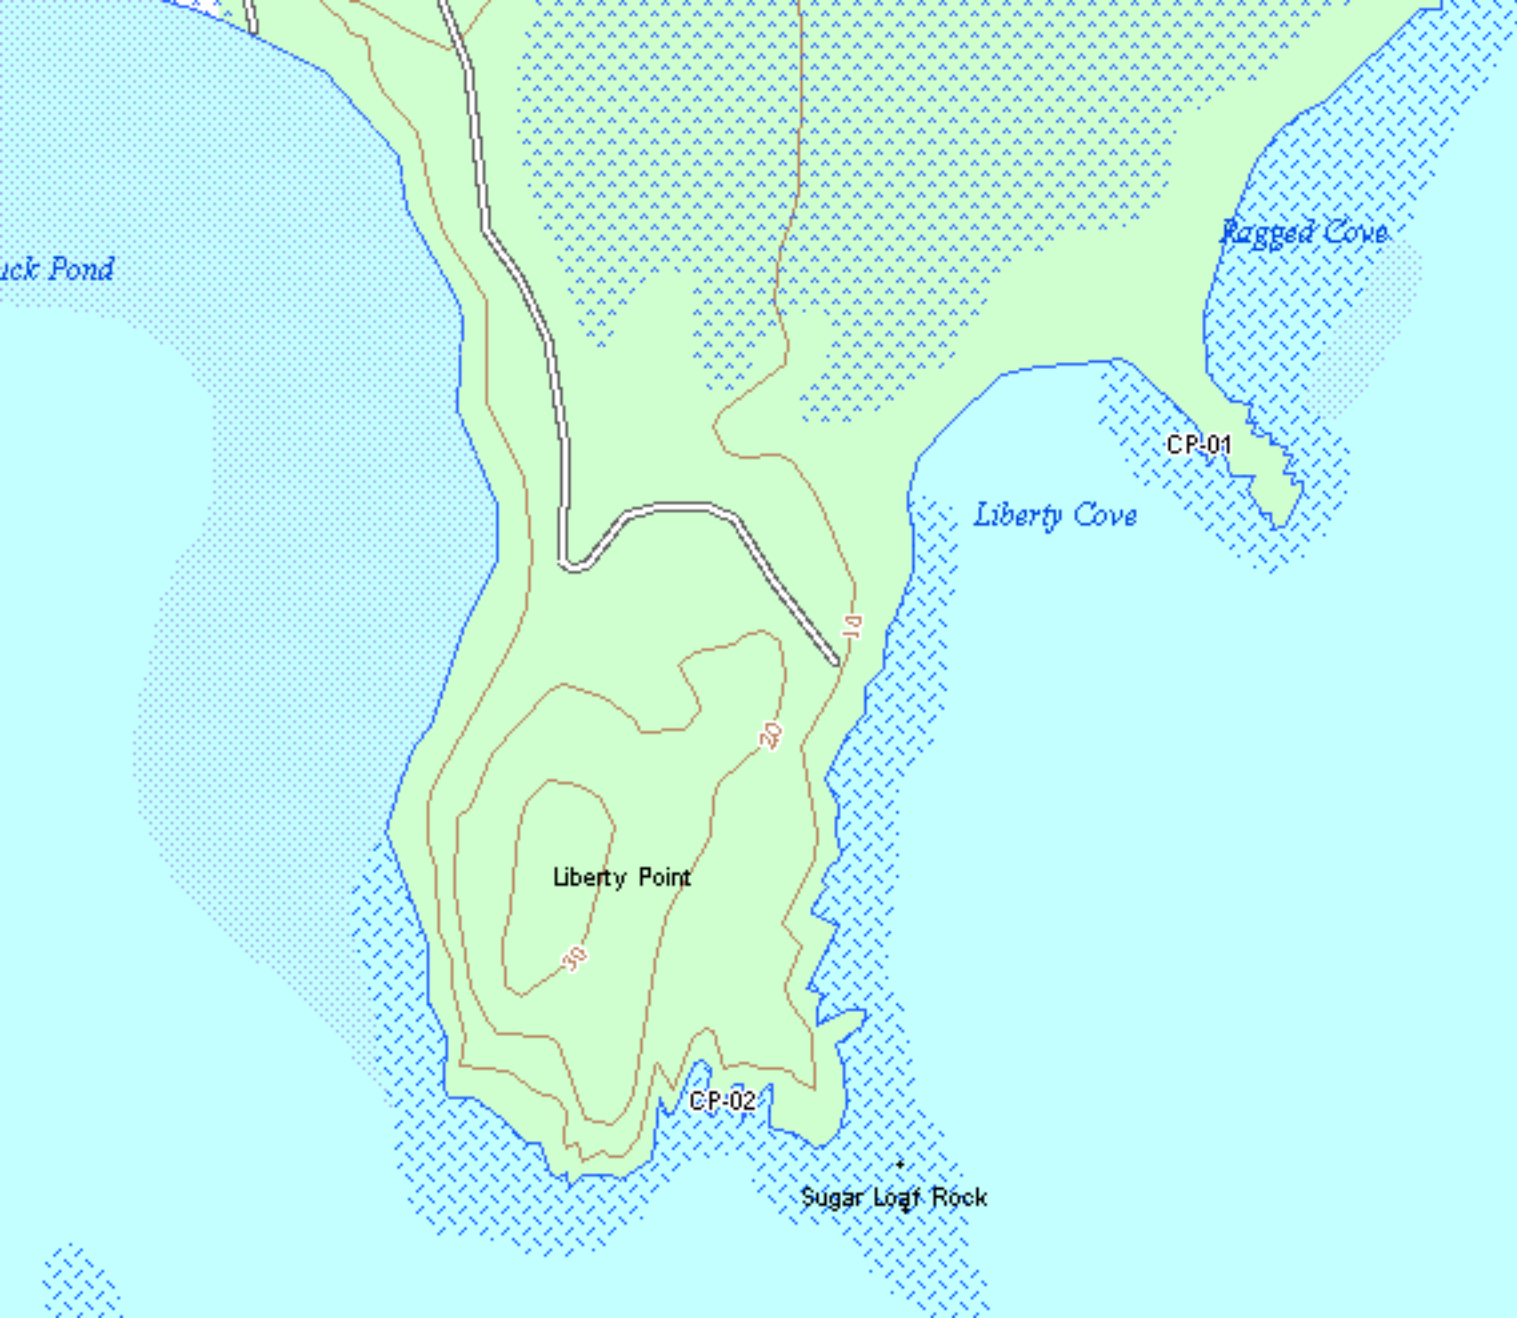 Ragged Cove
uck Pond
CP-01
Liberty Cove
10
20
Liberty Point
30
CP-02
Sugar Loaf Rock